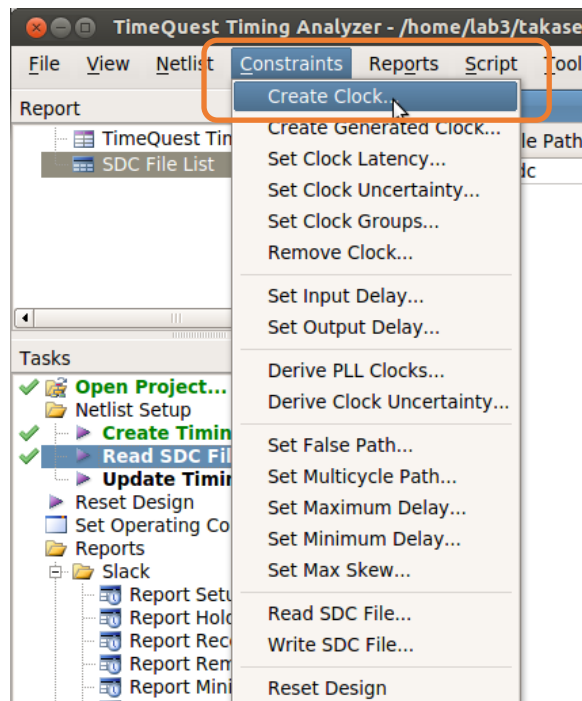 TimeQuest Timing Analyzer - /home/lab3/takase
File View Netlist Constraints Reports Script Tool
Report
TimeQuest Tim
SDC File List
le Path
dc
Create Clock...
Create Generated Clock...
Set Clock Latency...
Set Clock Uncertainty...
Set Clock Groups...
Remove Clock...
Set Input Delay...
Set Output Delay...
Derive PLL Clocks...
Derive Clock Uncertainty...
Set False Path...
Set Multicycle Path...
Set Maximum Delay...
Set Minimum Delay...
Set Max Skew...
Read SDC File...
Write SDC File...
Reset Design
Tasks
Open Project...
Netlist Setup
Create Timin
Read SDC Fil
Update Timin
Reset Design
Set Operating Co
Reports
Slack
Report Setu
Report Hold
Report Reco
Report Rem
Report Mini